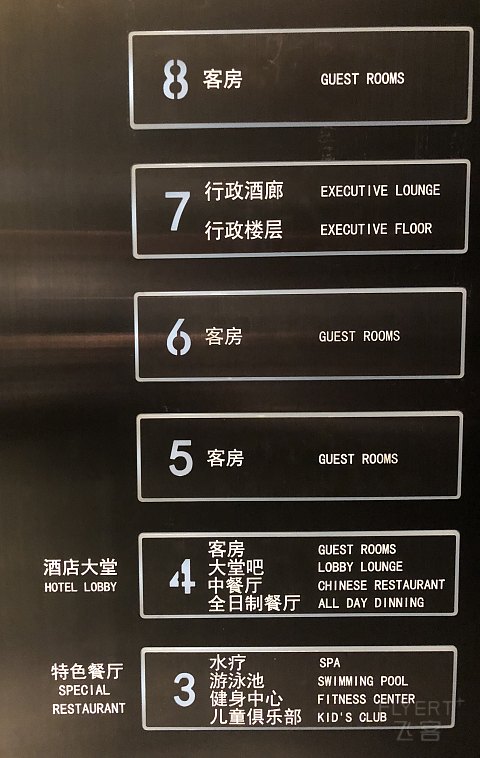 8 客房 GUEST ROOMS
7 行政酒廊 EXECUTIVE LOUNGE
行政楼层 EXECUTIVE FLOOR
6 客房 GUEST ROOMS
5 客房 GUEST ROOMS
酒店大堂
HOTEL LOBBY
4 客房 GUEST ROOMS
大堂吧 LOBBY LOUNGE
中餐厅 CHINESE RESTAURANT
全日制餐厅 ALL DAY DINNING
特色餐厅
SPECIAL
RESTAURANT
3 水疗 SPA
游泳池 SWIMMING POOL
健身中心 FITNESS CENTER
儿童俱乐部 KID'S CLUB
FLYERT
飞客